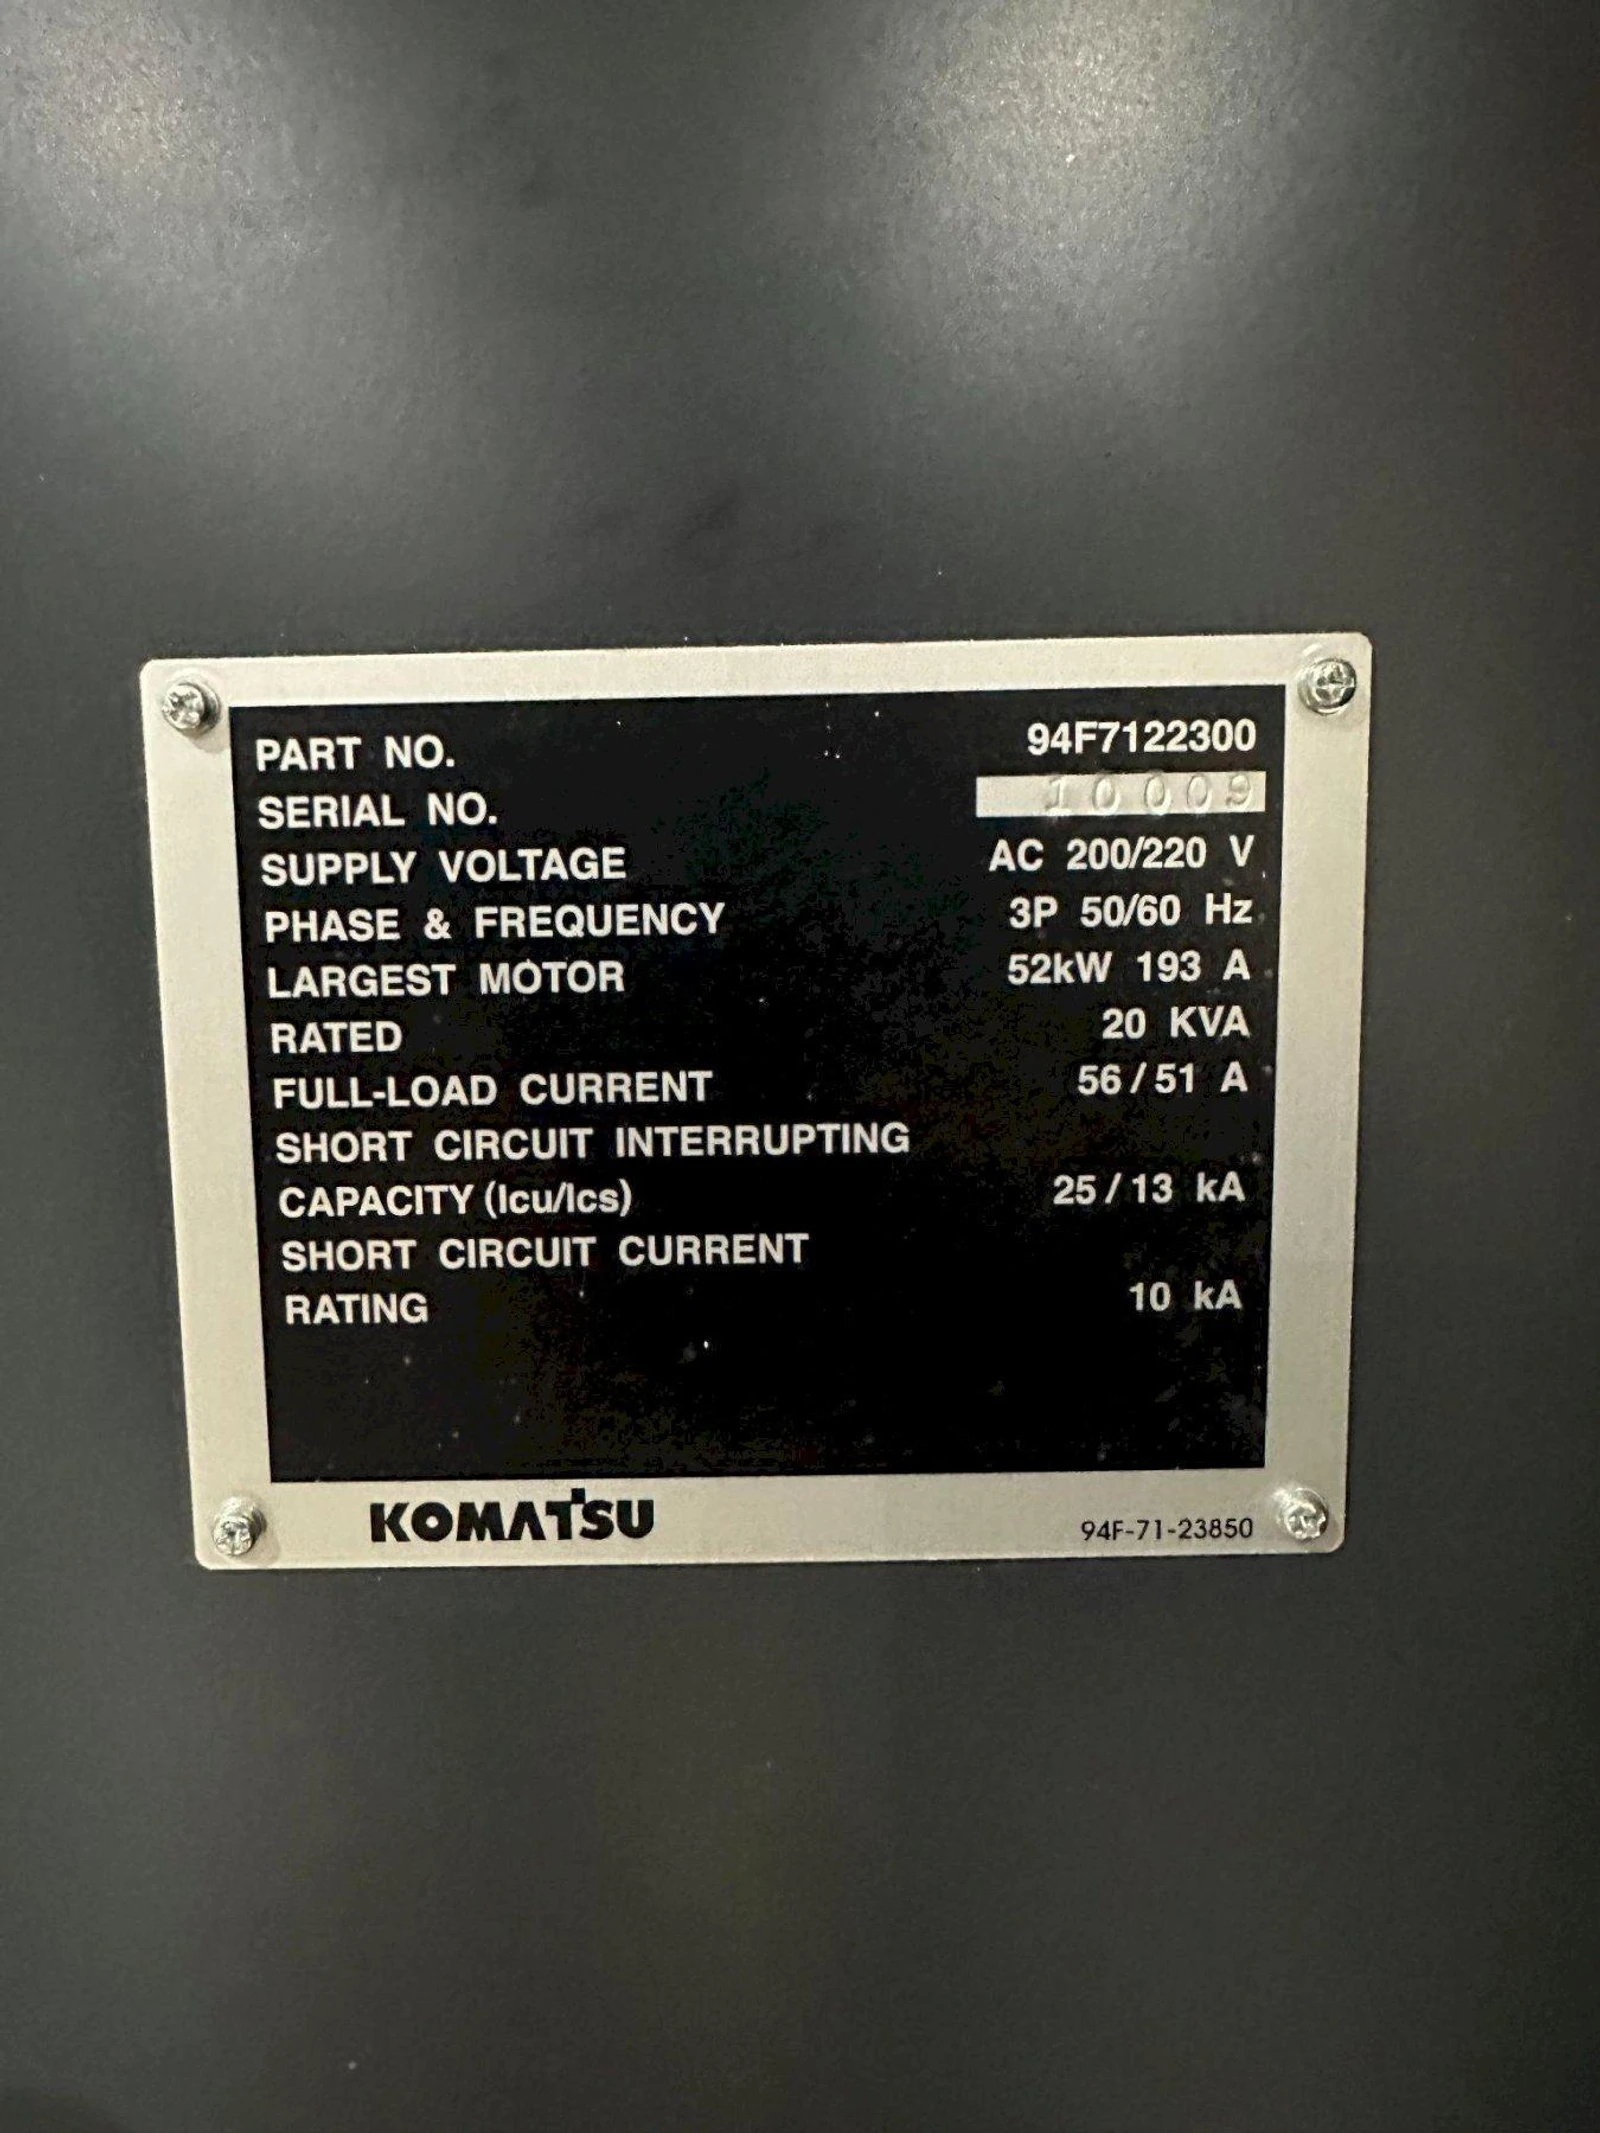 PART NO. 94F7122300
SERIAL NO. 10009
SUPPLY VOLTAGE AC 200/220 V
PHASE & FREQUENCY 3P 50/60 Hz
LARGEST MOTOR 52kW 193 A
RATED 20 KVA
FULL-LOAD CURRENT 56/51 A
SHORT CIRCUIT INTERRUPTING
CAPACITY (Icu/Ics) 25/13 kA
SHORT CIRCUIT CURRENT
RATING 10 kA
KOMATSU 94F-71-23850